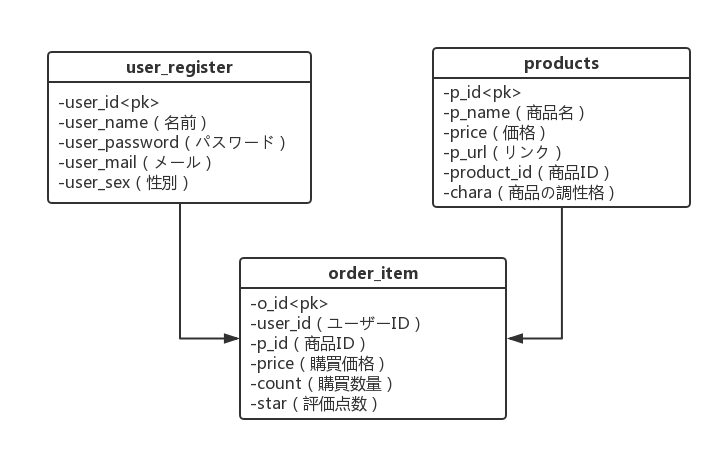 user_register
-user_id<pk>
-user_name（名前）
-user_password（パスワード）
-user_mail（メール）
-user_sex（性別）
products
-p_id<pk>
-p_name（商品名）
-price（価格）
-p_url（リンク）
-product_id（商品ID）
-chara（商品の調性格）
order_item
-o_id<pk>
-user_id（ユーザーID）
-p_id（商品ID）
-price（購買価格）
-count（購買数量）
-star（評価点数）